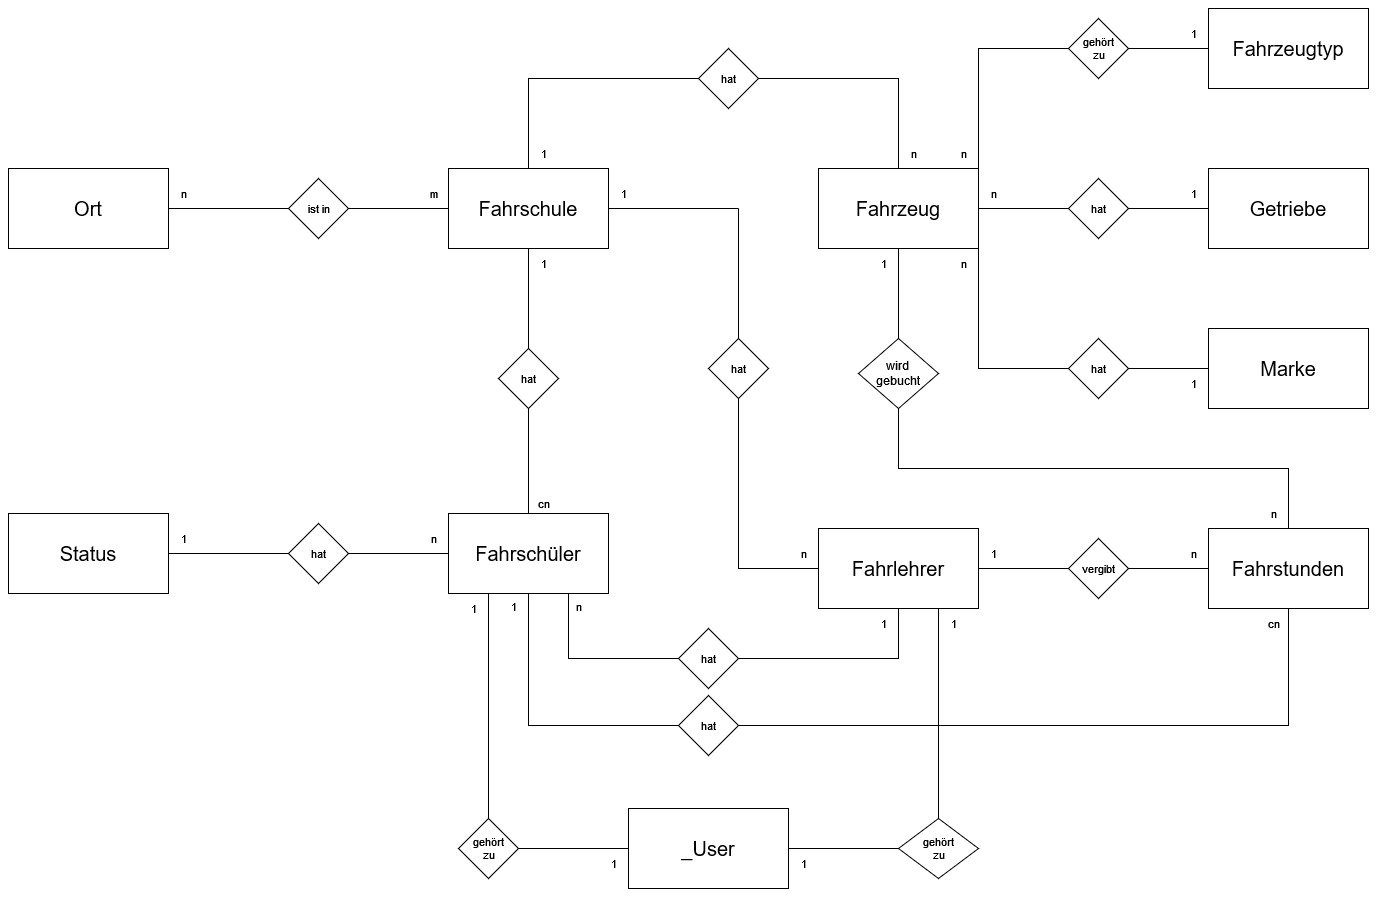 gehört
zu
1
Fahrzeugtyp
hat
1
n
n
Ort
n
ist in
m
Fahrschule
1
Fahrzeug
n
hat
1
Getriebe
1
1
n
hat
hat
wird
gebucht
hat
1
Marke
cn
n
Status
1
hat
n
Fahrschüler
n
Fahrlehrer
1
vergibt
n
Fahrstunden
1
1
n
1
1
cn
hat
hat
gehört
zu
1
_User
1
gehört
zu